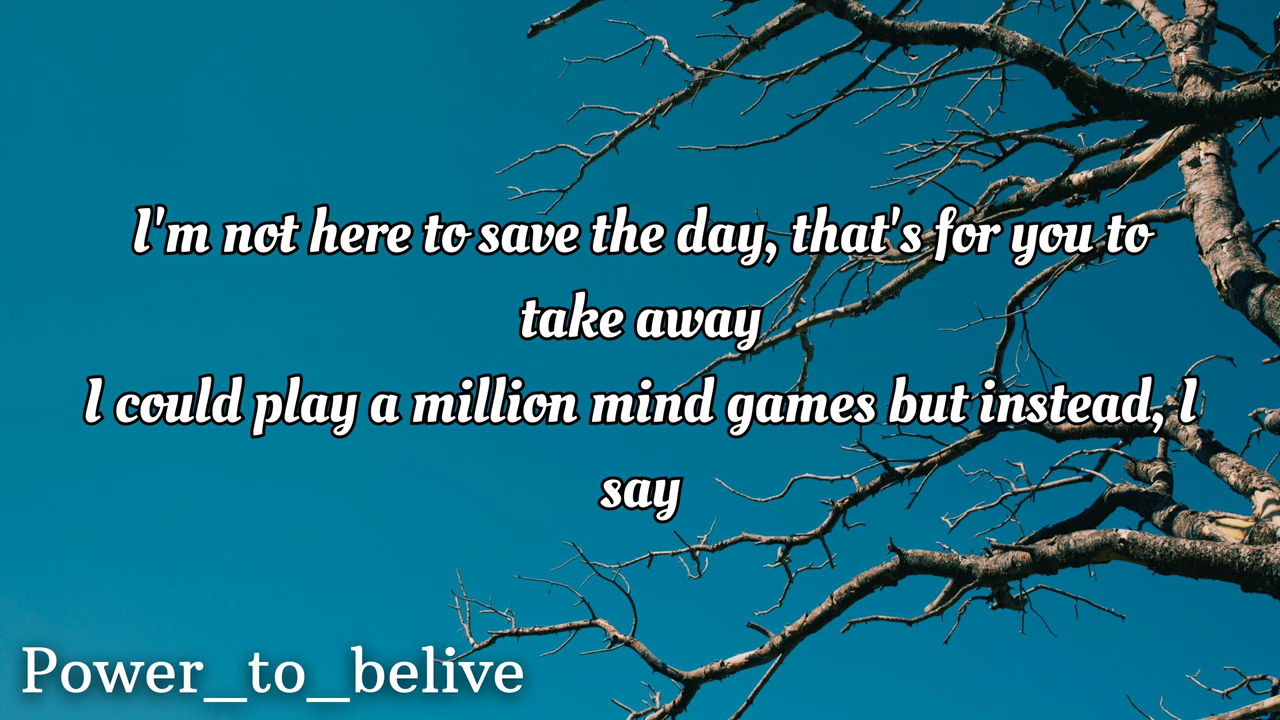 I'm not here to save the day, that's for you to
take away
I could play a million mind games but instead, I
say
Power_to_belive